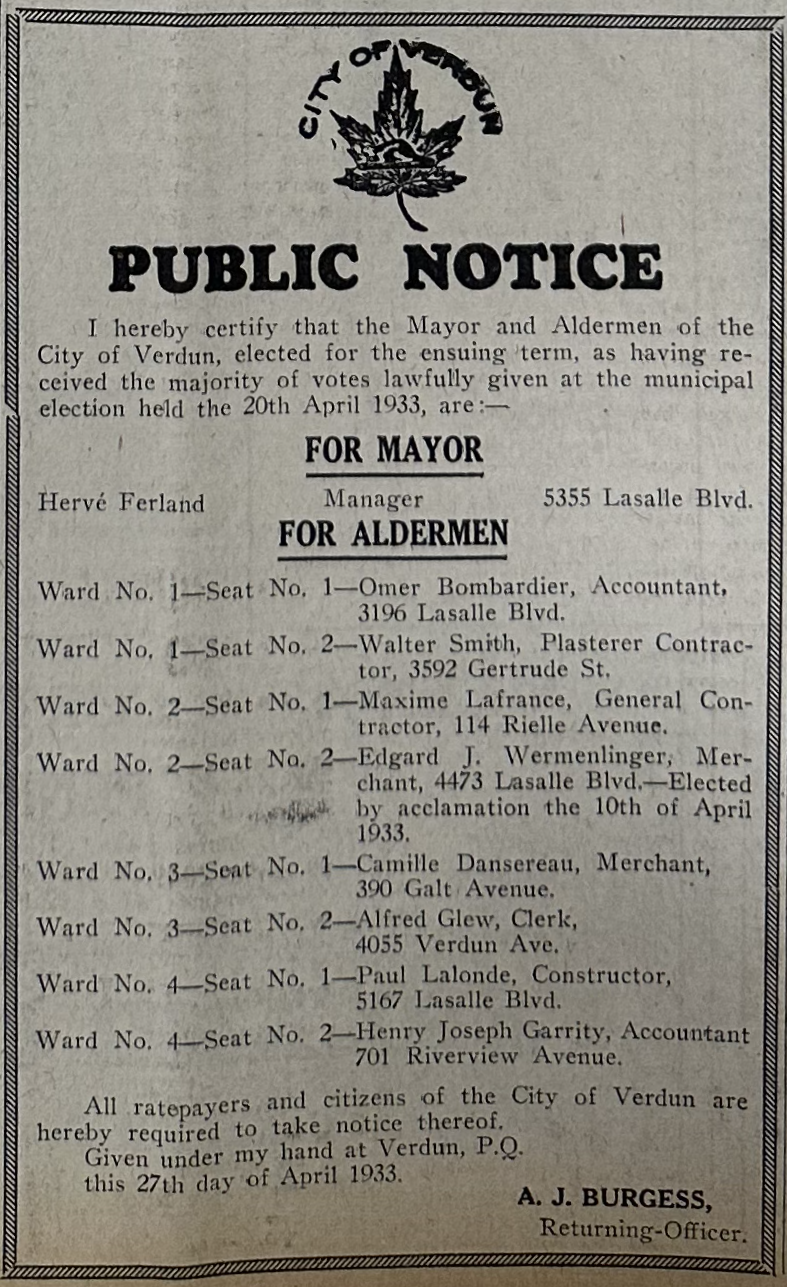 CITY OF VERDUN
PUBLIC NOTICE
I hereby certify that the Mayor and Aldermen of the
City of Verdun, elected for the ensuing term, as having re-
ceived the majority of votes lawfully given at the municipal
election held the 20th April 1933, are:—
FOR MAYOR
Hervé Ferland Manager 5355 Lasalle Blvd.
FOR ALDERMEN
Ward No. 1—Seat No. 1—Omer Bombardier, Accountant,
3196 Lasalle Blvd.
Ward No. 1—Seat No. 2—Walter Smith, Plasterer Contrac-
tor, 3592 Gertrude St.
Ward No. 2—Seat No. 1—Maxime Lafrance, General Con-
tractor, 114 Rielle Avenue.
Ward No. 2—Seat No. 2—Edgard J. Wermenlinger, Mer-
chant, 4473 Lasalle Blvd.—Elected
by acclamation the 10th of April
1933.
Ward No. 3—Seat No. 1—Camille Dansereau, Merchant,
390 Galt Avenue.
Ward No. 3—Seat No. 2—Alfred Glew, Clerk,
4055 Verdun Ave.
Ward No. 4—Seat No. 1—Paul Lalonde, Constructor,
5167 Lasalle Blvd.
Ward No. 4—Seat No. 2—Henry Joseph Garrity, Accountant
701 Riverview Avenue.
All ratepayers and citizens of the City of Verdun are
hereby required to take notice thereof.
Given under my hand at Verdun, P.Q.
this 27th day of April 1933.
A. J. BURGESS,
Returning-Officer.